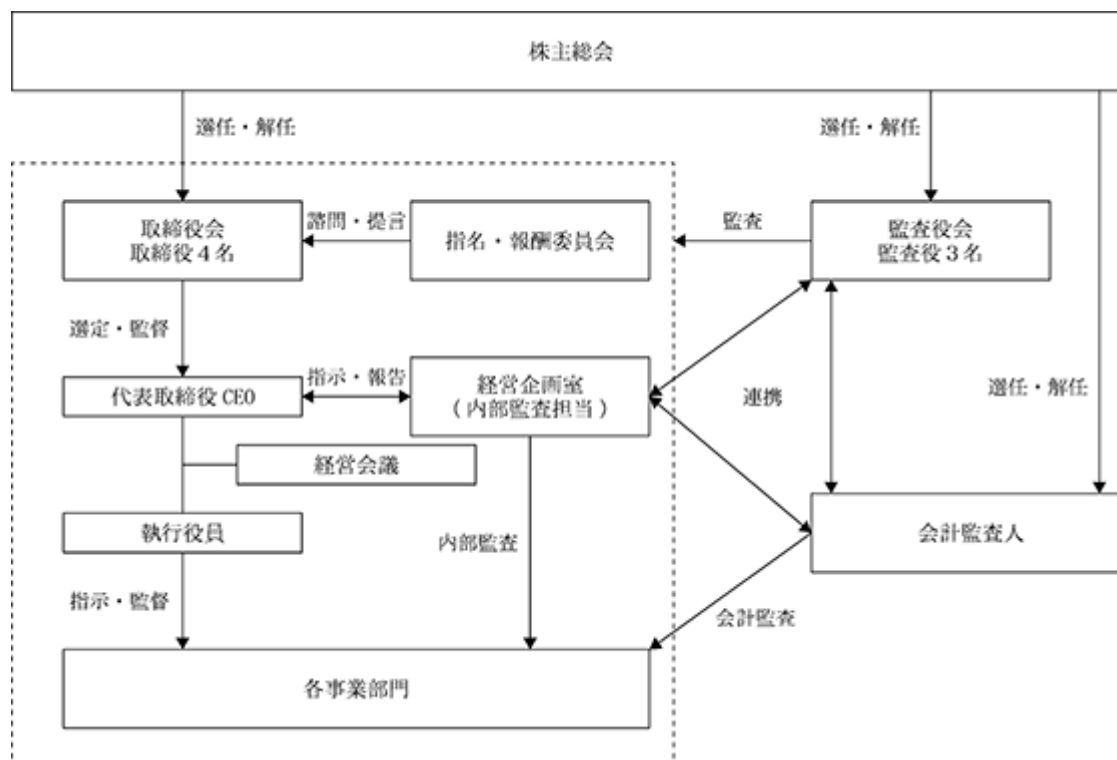 株主総会
選任・解任
選任・解任
取締役会
取締役4名
諮問・提言
指名・報酬委員会
監査
監査役会
監査役3名
選定・監督
代表取締役 CEO
指示・報告
経営企画室
( 内部監査担当 )
連携
選任・解任
経営会議
執行役員
内部監査
会計監査人
指示・監督
会計監査
各事業部門